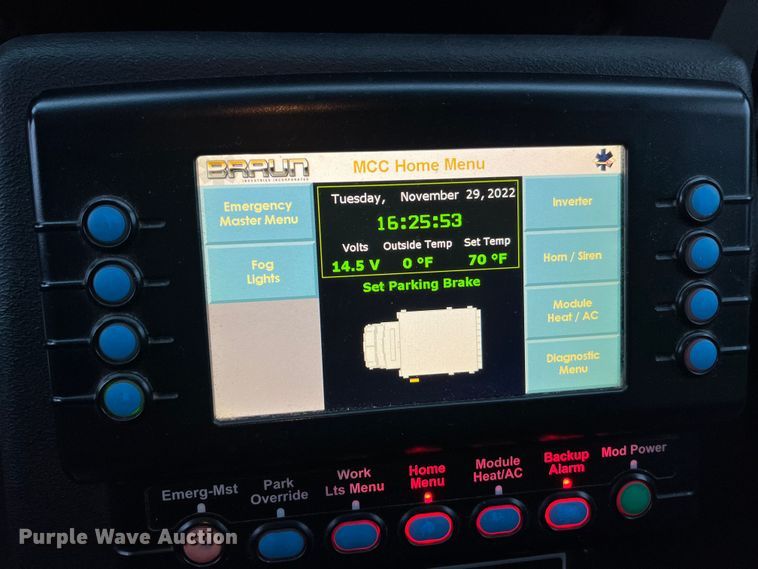 BRAUN
INDUSTRIES INCORPORATED
MCC Home Menu
Emergency
Master Menu
Fog
Lights
Tuesday, November 29, 2022
16:25:53
Volts Outside Temp Set Temp
14.5 V 0 °F 70 °F
Set Parking Brake
Inverter
Horn / Siren
Module
Heat / AC
Diagnostic
Menu
Emerg-Mst
Park
Override
Work
Lts Menu
Home
Menu
Module
Heat/AC
Backup
Alarm
Mod Power
Purple Wave Auction